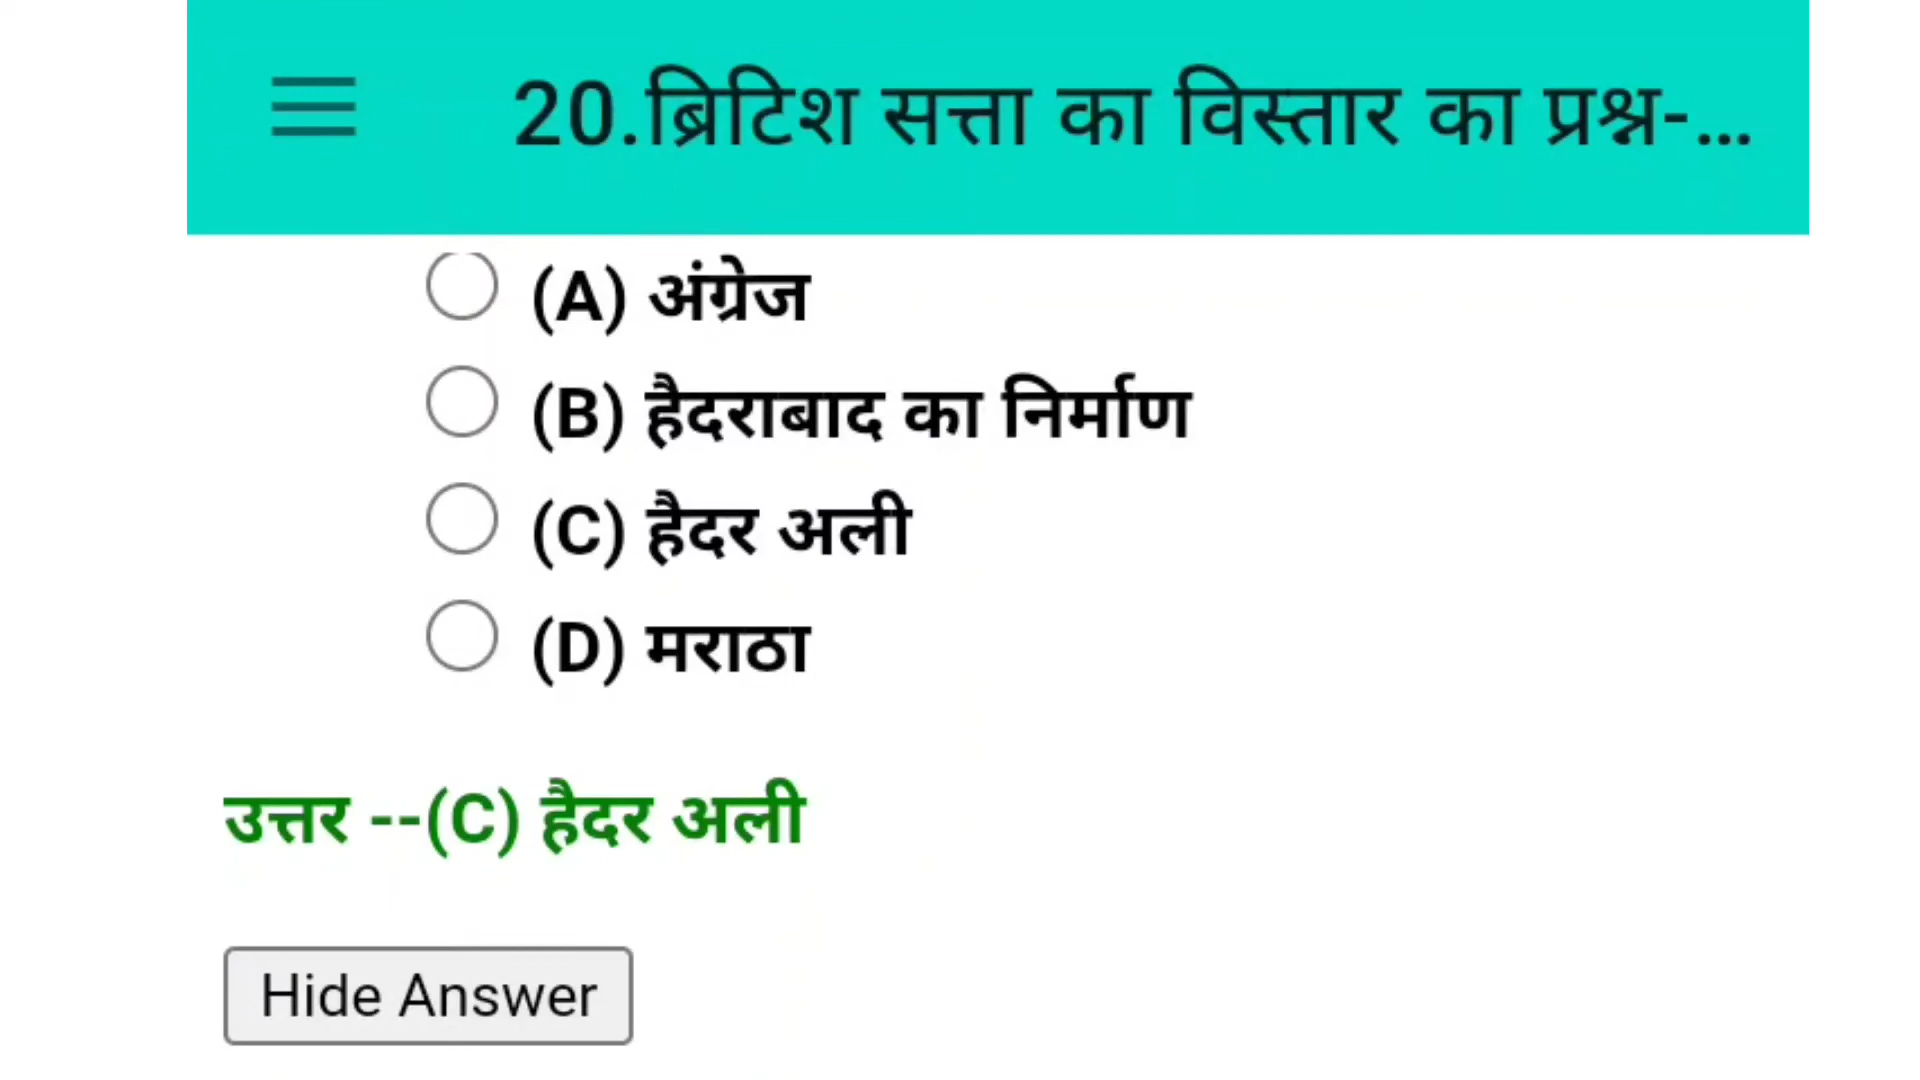 20.ब्रिटिश सत्ता का विस्तार का प्रश्न-...
(A) अंग्रेज
(B) हैदराबाद का निर्माण
(C) हैदर अली
(D) मराठा
उत्तर --(C) हैदर अली
Hide Answer